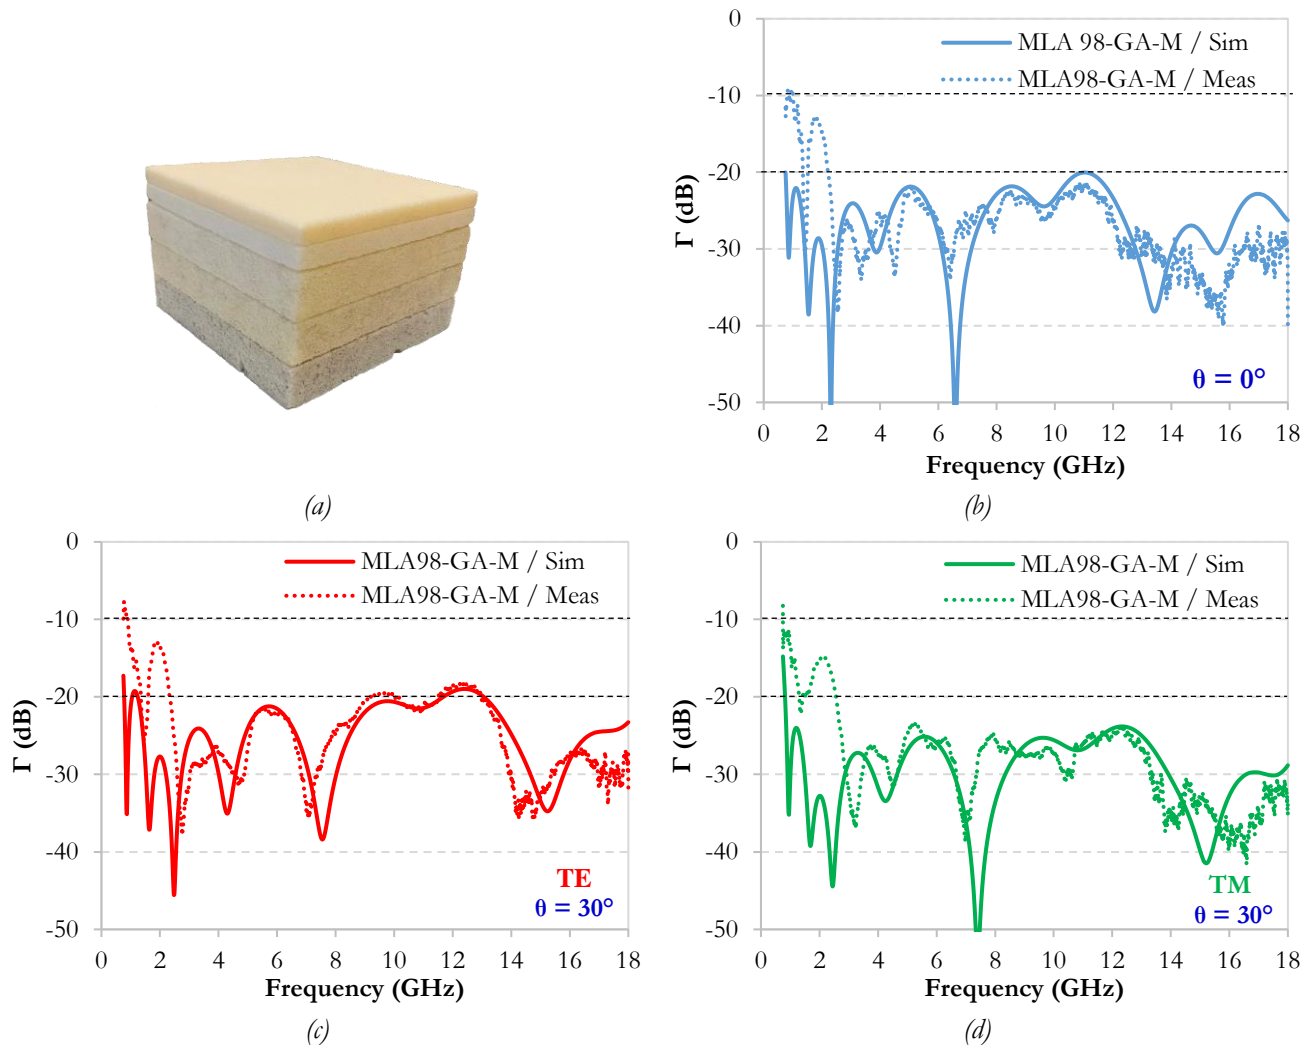 0
-10
-20
-30
-40
-50
Γ (dB)
MLA 98-GA-M / Sim
MLA98-GA-M / Meas
θ = 0°
0 2 4 6 8 10 12 14 16 18
Frequency (GHz)
(a)
(b)
0
-10
-20
-30
-40
-50
Γ (dB)
MLA98-GA-M / Sim
MLA98-GA-M / Meas
TE
θ = 30°
0 2 4 6 8 10 12 14 16 18
Frequency (GHz)
(c)
0
-10
-20
-30
-40
-50
Γ (dB)
MLA98-GA-M / Sim
MLA98-GA-M / Meas
TM
θ = 30°
0 2 4 6 8 10 12 14 16 18
Frequency (GHz)
(d)